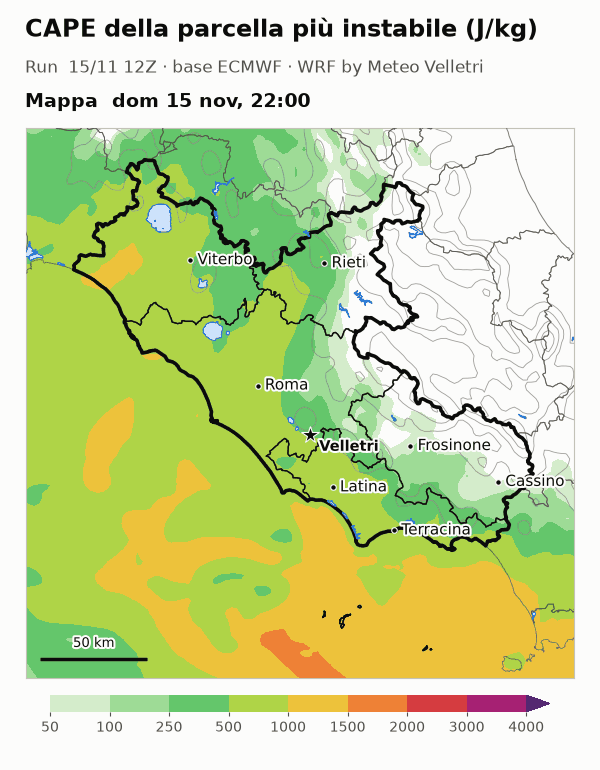 CAPE della parcella più instabile (J/kg)
Run  15/11 12Z · base ECMWF · WRF by Meteo Velletri
Mappa  dom 15 nov, 22:00
Viterbo
Rieti
Roma
Velletri
Frosinone
Latina
Cassino
Terracina
50 km
50 100 250 500 1000 1500 2000 3000 4000